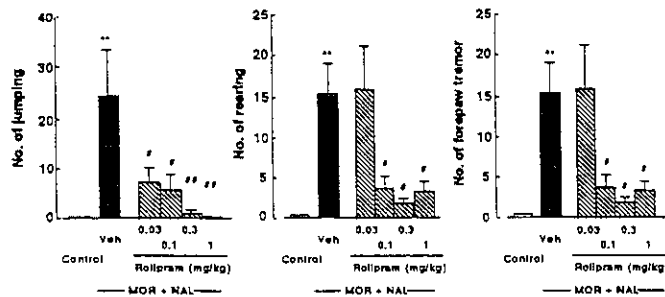 No. of jumping
40
30
20
10
0
**
#
#
##
##
Veh
0.03
0.1
0.3
1
Control
Rolipram (mg/kg)
MOR + NAL
No. of rearing
25
20
15
10
5
0
**
#
#
#
Veh
0.03
0.1
0.3
1
Control
Rolipram (mg/kg)
MOR + NAL
No. of forepaw tremor
25
20
15
10
5
0
**
#
#
#
Veh
0.03
0.1
0.3
1
Control
Rolipram (mg/kg)
MOR + NAL